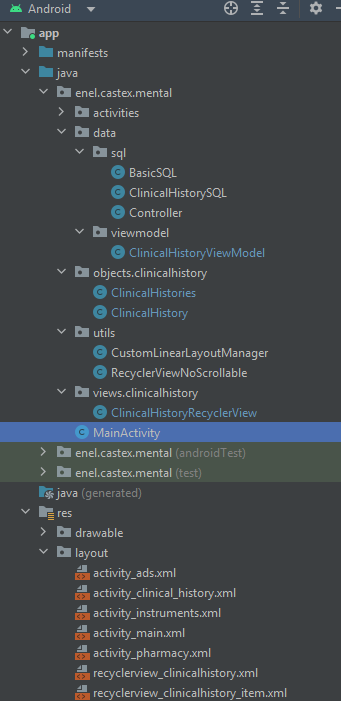 Android
app
manifests
java
enel.castex.mental
activities
data
sql
BasicSQL
ClinicalHistorySQL
Controller
viewmodel
ClinicalHistoryViewModel
objects.clinicalhistory
ClinicalHistories
ClinicalHistory
utils
CustomLinearLayoutManager
RecyclerViewNoScrollable
views.clinicalhistory
ClinicalHistoryRecyclerView
MainActivity
enel.castex.mental (androidTest)
enel.castex.mental (test)
java (generated)
res
drawable
layout
activity_ads.xml
activity_clinical_history.xml
activity_instruments.xml
activity_main.xml
activity_pharmacy.xml
recyclerview_clinicalhistory.xml
recyclerview_clinicalhistory_item.xml